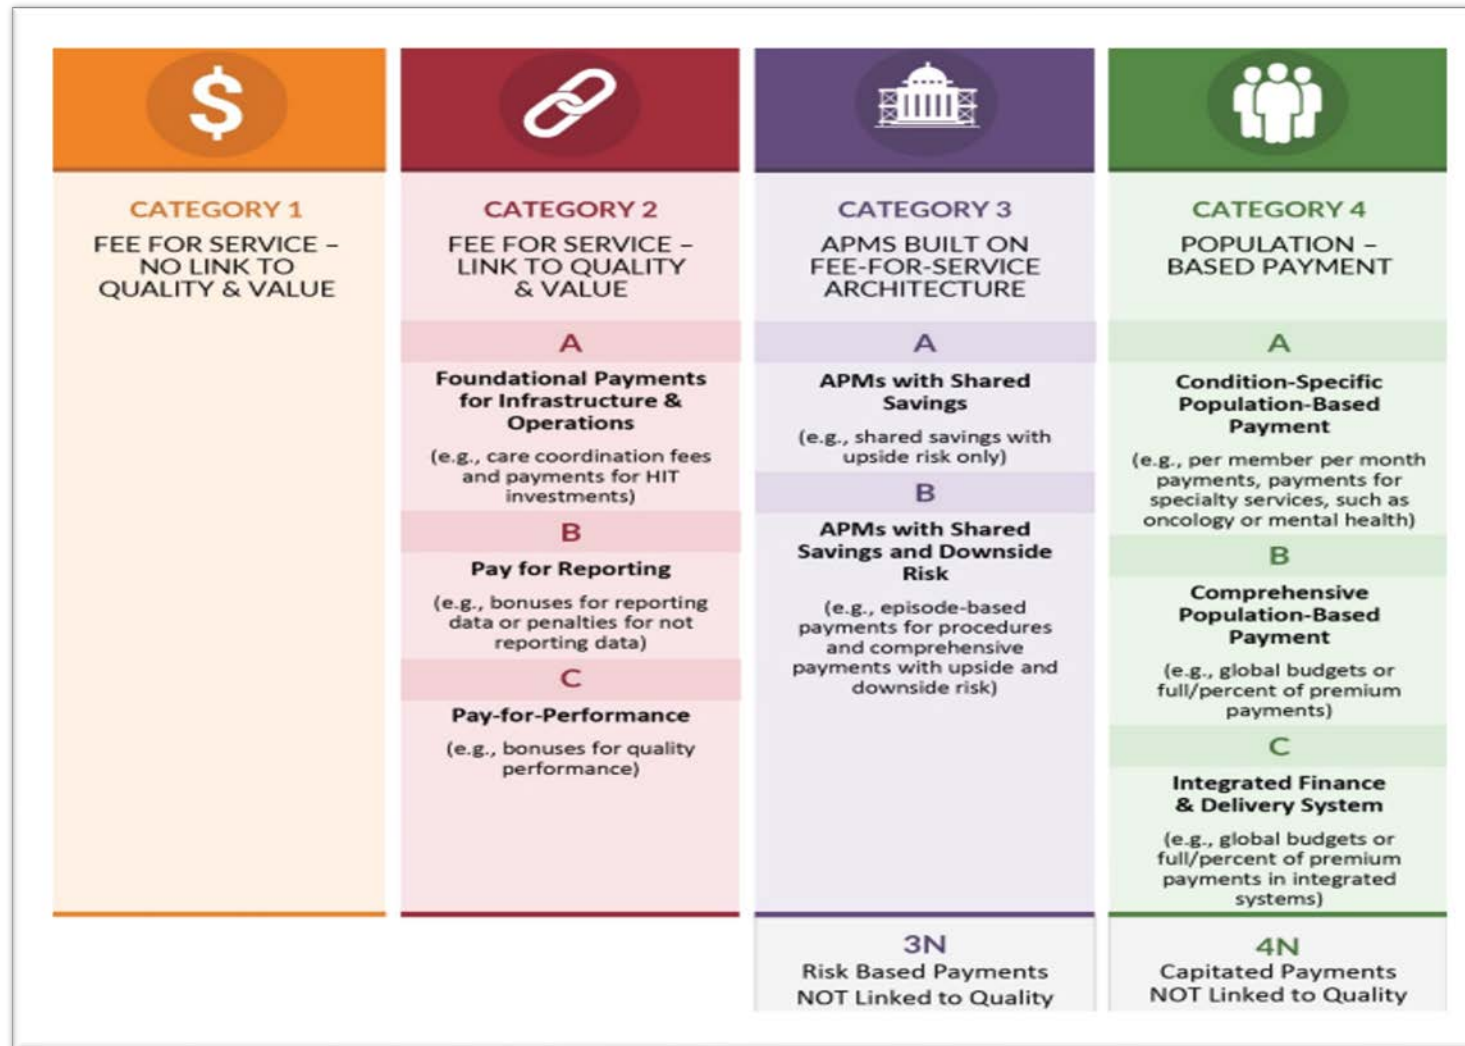 $
CATEGORY 1
FEE FOR SERVICE –
NO LINK TO
QUALITY & VALUE
CATEGORY 2
FEE FOR SERVICE –
LINK TO QUALITY
& VALUE
A
Foundational Payments
for Infrastructure &
Operations
(e.g., care coordination fees
and payments for HIT
investments)
B
Pay for Reporting
(e.g., bonuses for reporting
data or penalties for not
reporting data)
C
Pay-for-Performance
(e.g., bonuses for quality
performance)
CATEGORY 3
APMS BUILT ON
FEE-FOR-SERVICE
ARCHITECTURE
A
APMs with Shared
Savings
(e.g., shared savings with
upside risk only)
B
APMs with Shared
Savings and Downside
Risk
(e.g., episode-based
payments for procedures
and comprehensive
payments with upside and
downside risk)
3N
Risk Based Payments
NOT Linked to Quality
CATEGORY 4
POPULATION –
BASED PAYMENT
A
Condition-Specific
Population-Based
Payment
(e.g., per member per month
payments, payments for
specialty services, such as
oncology or mental health)
B
Comprehensive
Population-Based
Payment
(e.g., global budgets or
full/percent of premium
payments)
C
Integrated Finance
& Delivery System
(e.g., global budgets or
full/percent of premium
payments in integrated
systems)
4N
Capitated Payments
NOT Linked to Quality